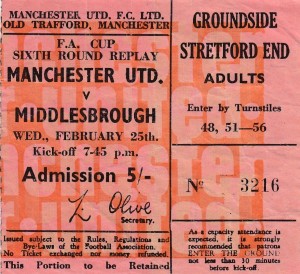 MANCHESTER UTD. F.C. LTD.
OLD TRAFFORD, MANCHESTER
F.A. CUP
SIXTH ROUND REPLAY
MANCHESTER UTD.
v
MIDDLESBROUGH
WED., FEBRUARY 25th.
Kick-off 7-45 p.m.
Admission 5/-
L Olive
Secretary.
Issued subject to the Rules, Regulations and
Bye-Laws of the Football Association.
No Ticket exchanged nor money refunded.
This Portion to be Retained
GROUNDSIDE
STRETFORD END
ADULTS
Enter by Turnstiles
48, 51—56
No 3216
As a capacity attendance is
expected, it is strongly
recommended that patrons
ENTER THE GROUND
not less than 30 minutes
before kick-off.